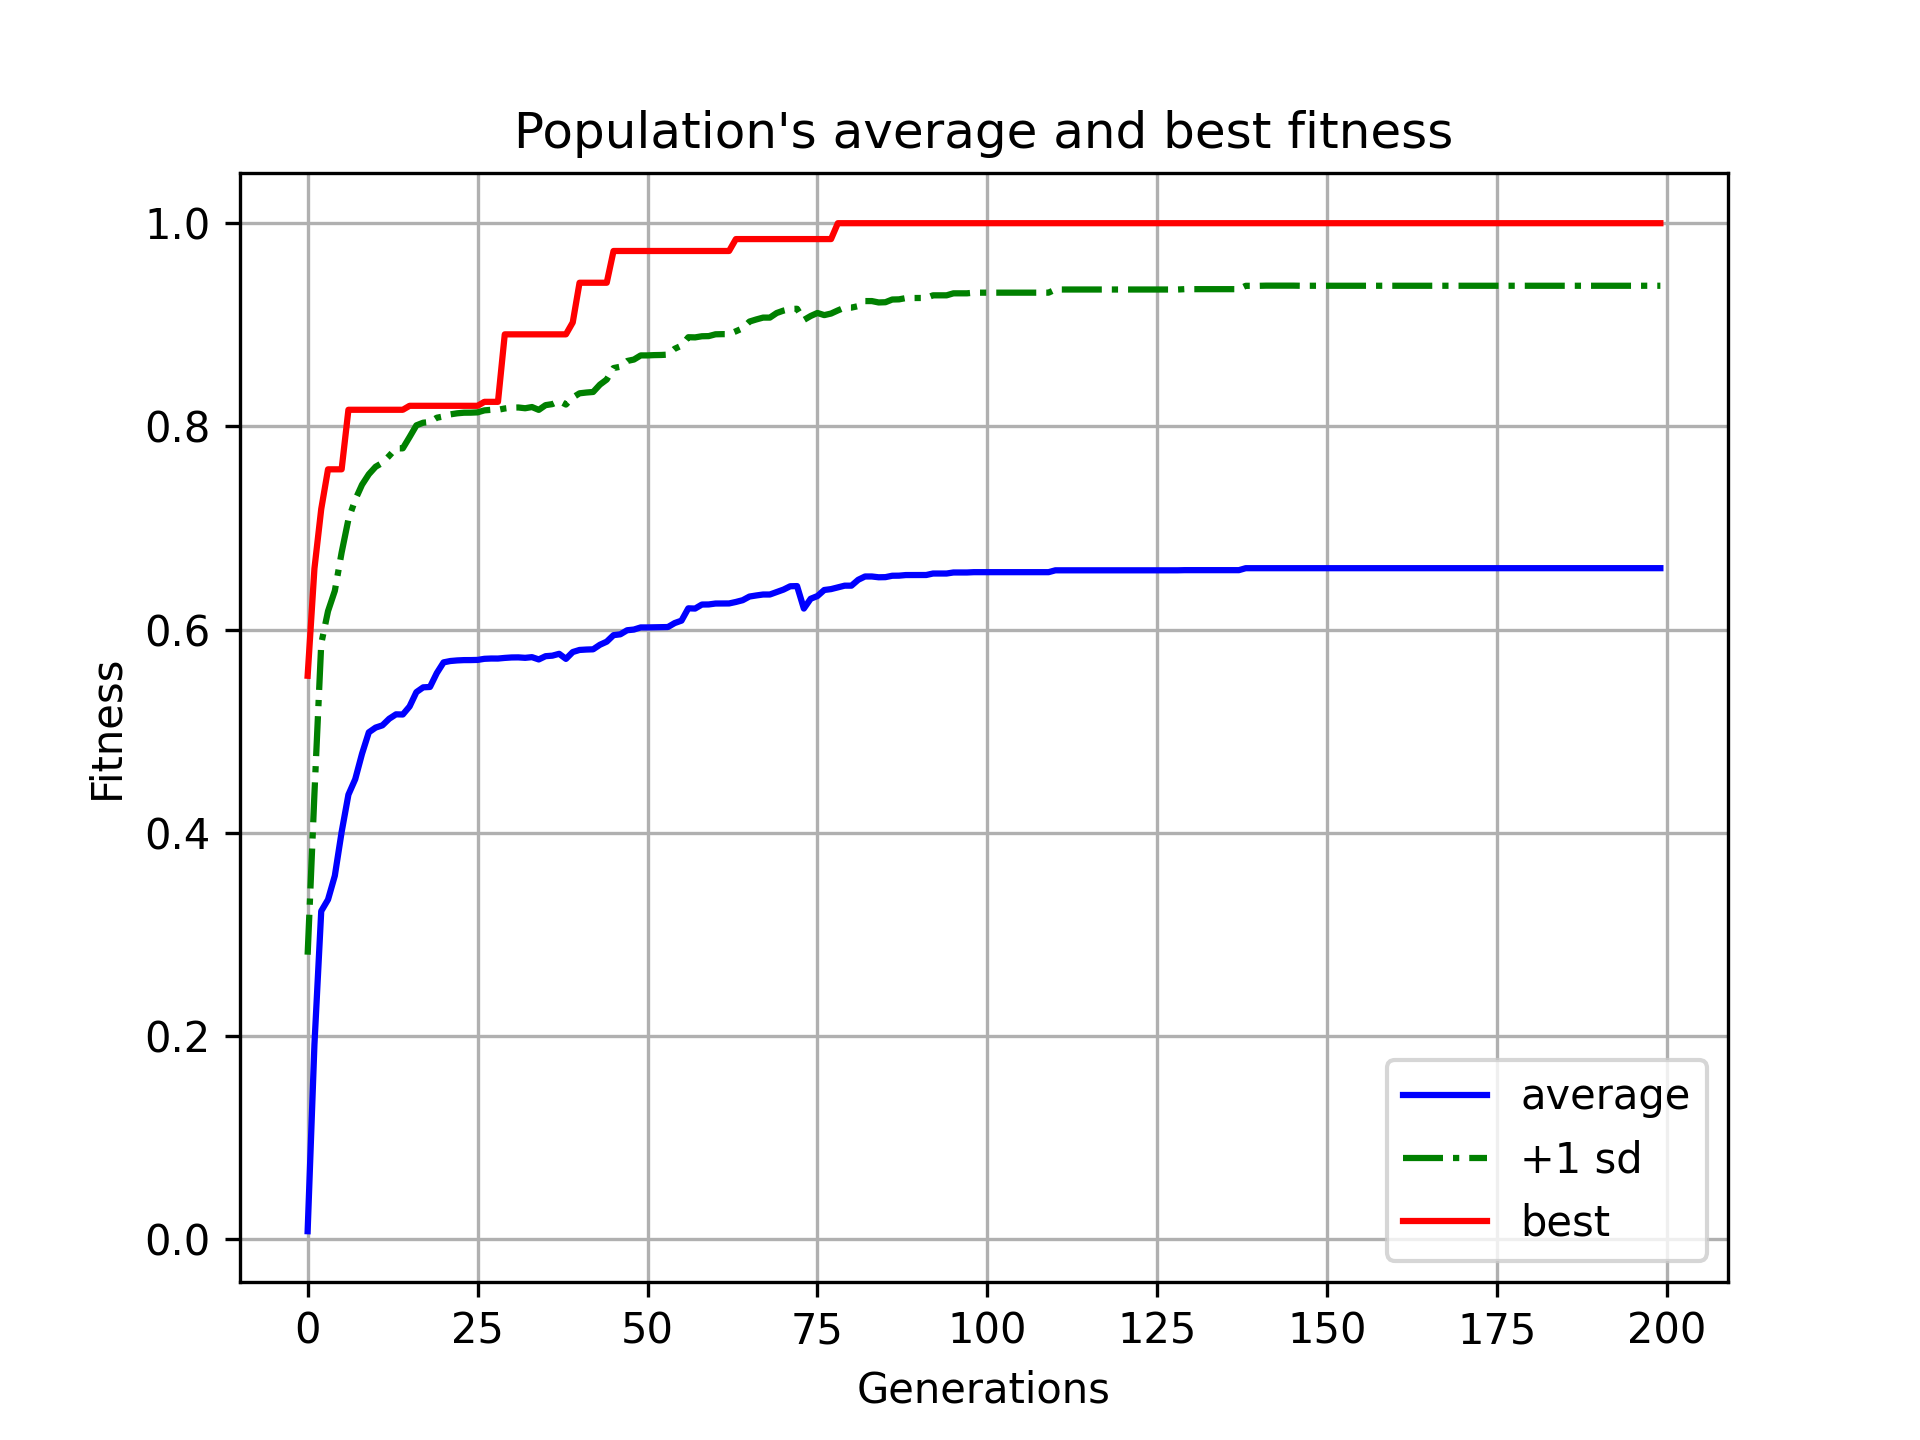 Population's average and best fitness
1.0
0.8
0.6
0.4
0.2
0.0
Fitness
0 25 50 75 100 125 150 175 200
Generations
average
+1 sd
best